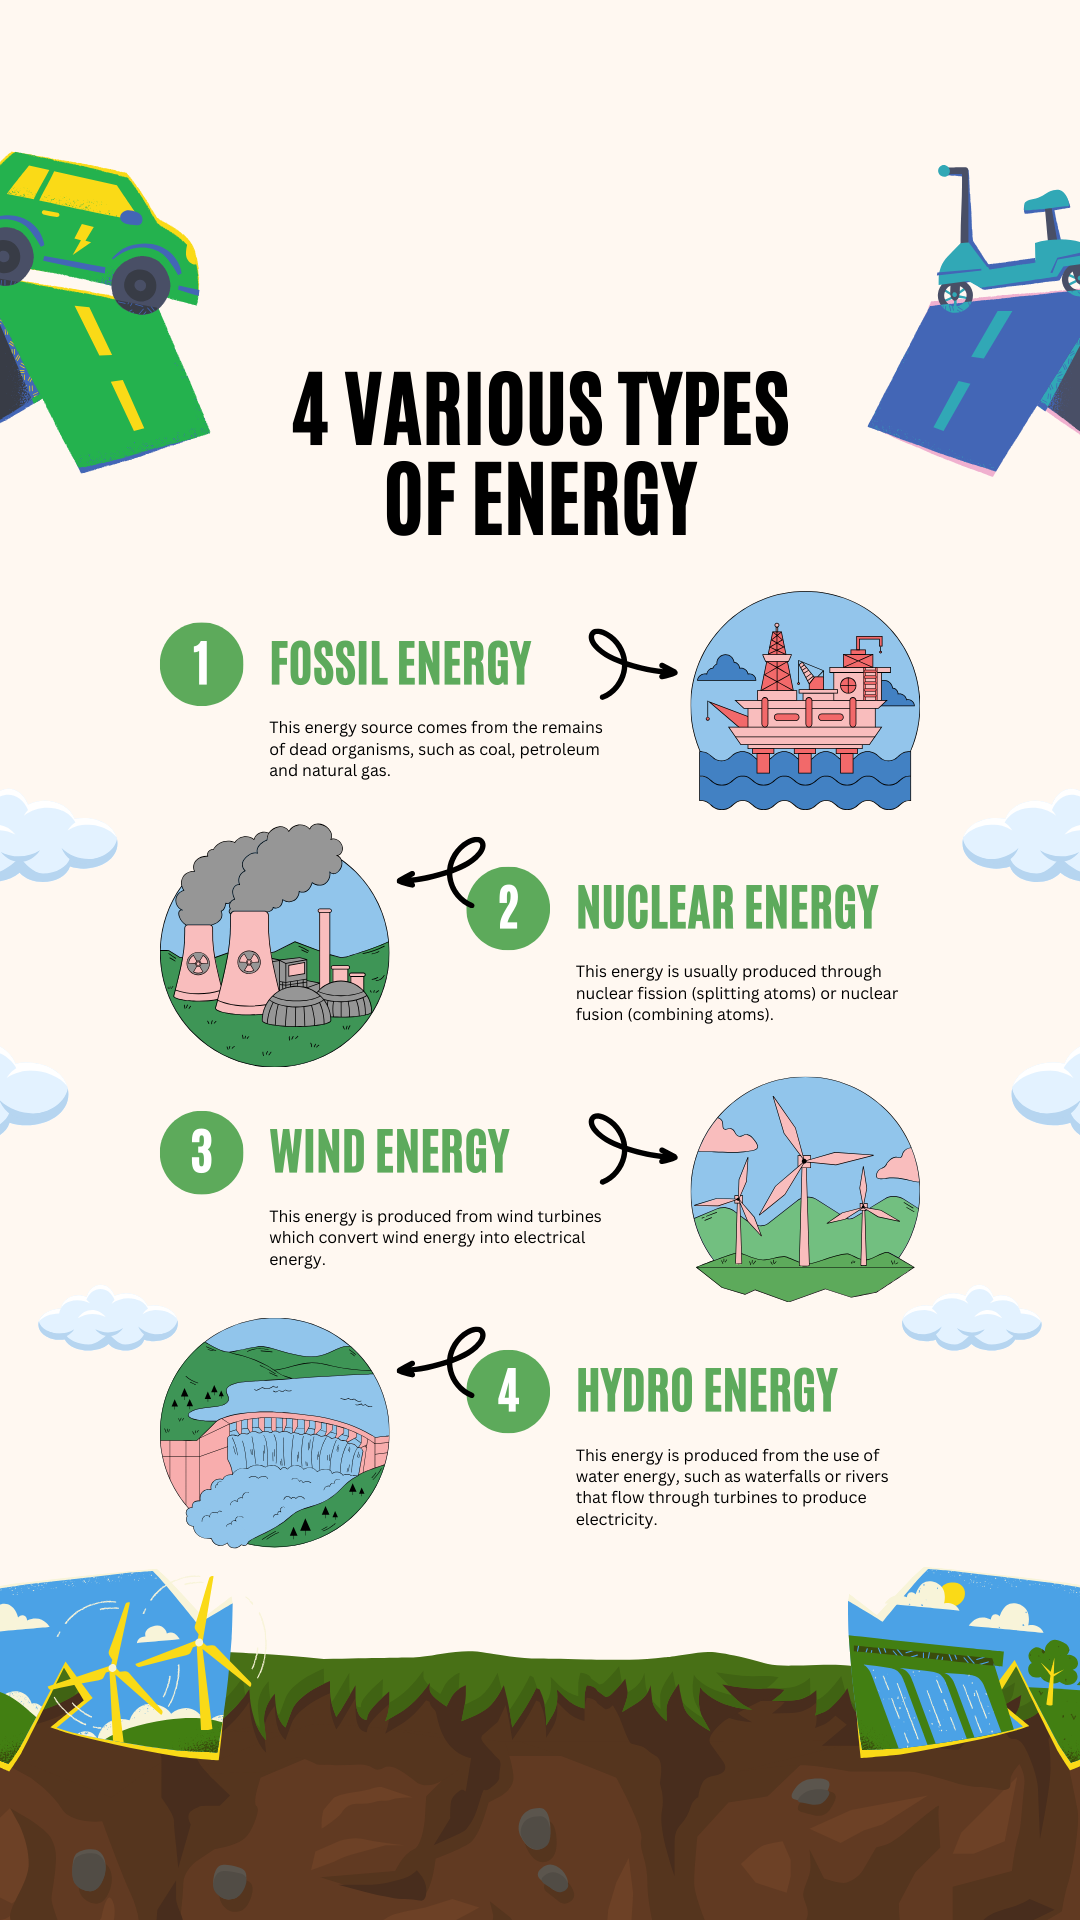 4 VARIOUS TYPES
OF ENERGY
1
FOSSIL ENERGY
This energy source comes from the remains
of dead organisms, such as coal, petroleum
and natural gas.
2
NUCLEAR ENERGY
This energy is usually produced through
nuclear fission (splitting atoms) or nuclear
fusion (combining atoms).
3
WIND ENERGY
This energy is produced from wind turbines
which convert wind energy into electrical
energy.
4
HYDRO ENERGY
This energy is produced from the use of
water energy, such as waterfalls or rivers
that flow through turbines to produce
electricity.